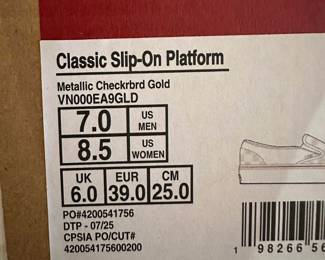 Classic Slip-On Platform
Metallic Checkrbrd Gold
VN000EA9GLD
7.0 US MEN
8.5 US WOMEN
UK EUR CM
6.0 39.0 25.0
PO#4200541756
DTP - 07/25
CPSIA PO/CUT#
420054175600200
1 98266 56